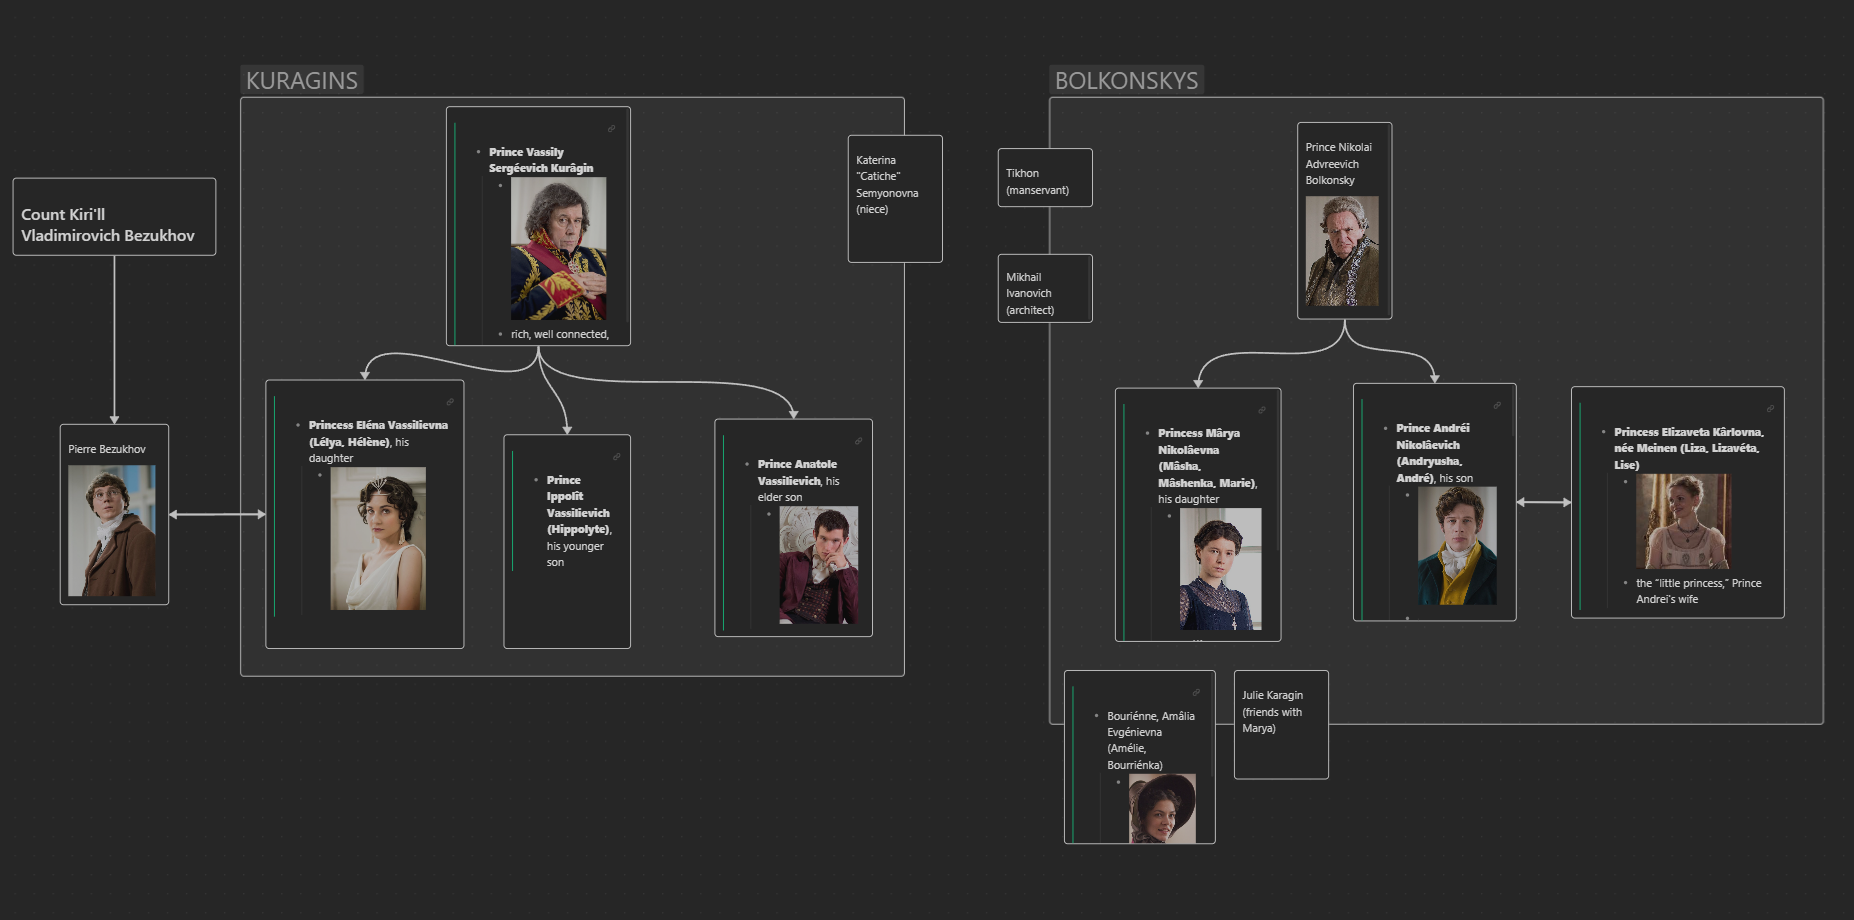 KURAGINS
BOLKONSKYS
Count Kiri'll
Vladimirovich Bezukhov
Pierre Bezukhov
Prince Vassily
Sergéevich Kurâgin
rich, well connected,
Katerina
"Catiche"
Semyonovna
(niece)
Princess Eléna Vassilievna
(Lélya, Hélène), his
daughter
Prince
Ippolit
Vassilievich
(Hippolyte),
his younger
son
Prince Anatole
Vassilievich, his
elder son
Tikhon
(manservant)
Mikhail
Ivanovich
(architect)
Prince Nikolai
Advreevich
Bolkonsky
Princess Mârya
Nikolâevna
(Mâsha,
Mâshenka, Marie),
his daughter
Prince Andréi
Nikolâevich
(Andryusha,
André), his son
Princess Elizaveta Kârlovna,
née Meinen (Liza, Lizavéta,
Lise)
the "little princess," Prince
Andrei's wife
Bouriénne, Amâlia
Evgénievna
(Amélie,
Bourriénka)
Julie Karagin
(friends with
Marya)